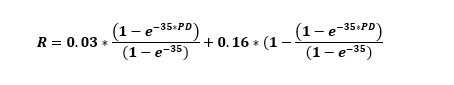 R = 0.03 * (1 − e^{−35*PD}) / (1 − e^{−35}) + 0.16 * (1 − (1 − e^{−35*PD}) / (1 − e^{−35})